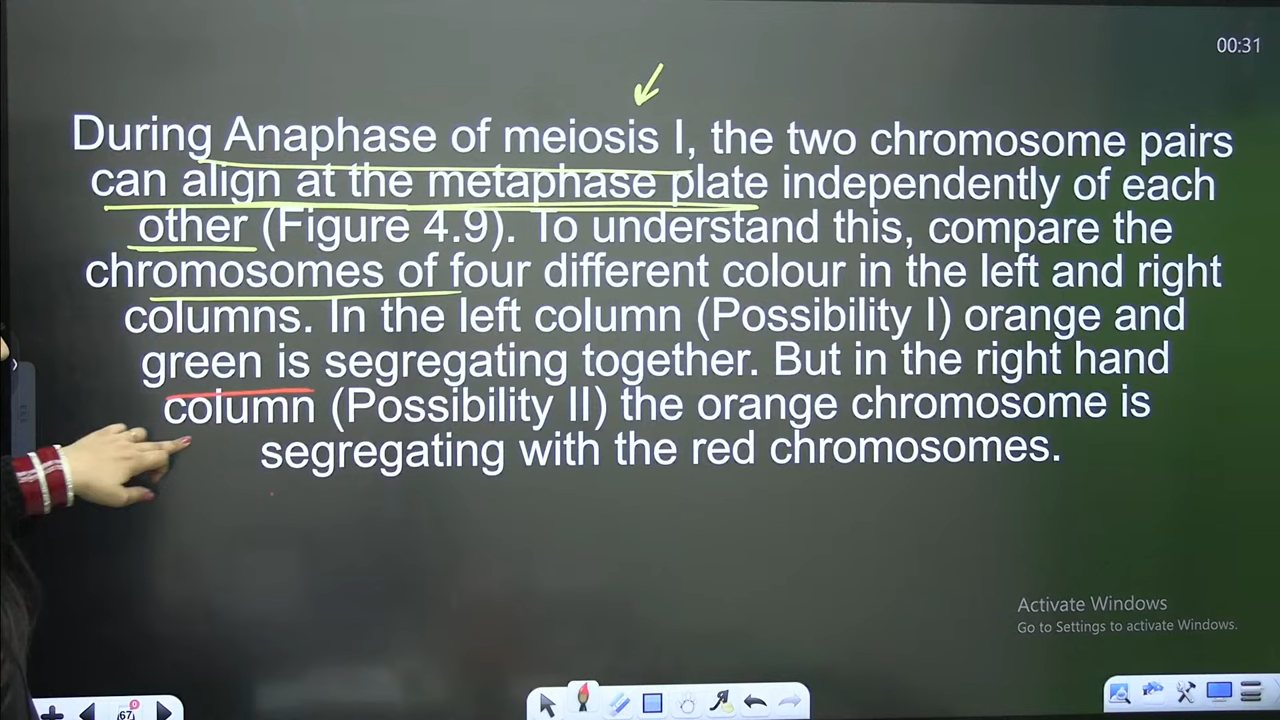 00:31
During Anaphase of meiosis I, the two chromosome pairs
can align at the metaphase plate independently of each
other (Figure 4.9). To understand this, compare the
chromosomes of four different colour in the left and right
columns. In the left column (Possibility I) orange and
green is segregating together. But in the right hand
column (Possibility II) the orange chromosome is
segregating with the red chromosomes.
Activate Windows
Go to Settings to activate Windows.
67